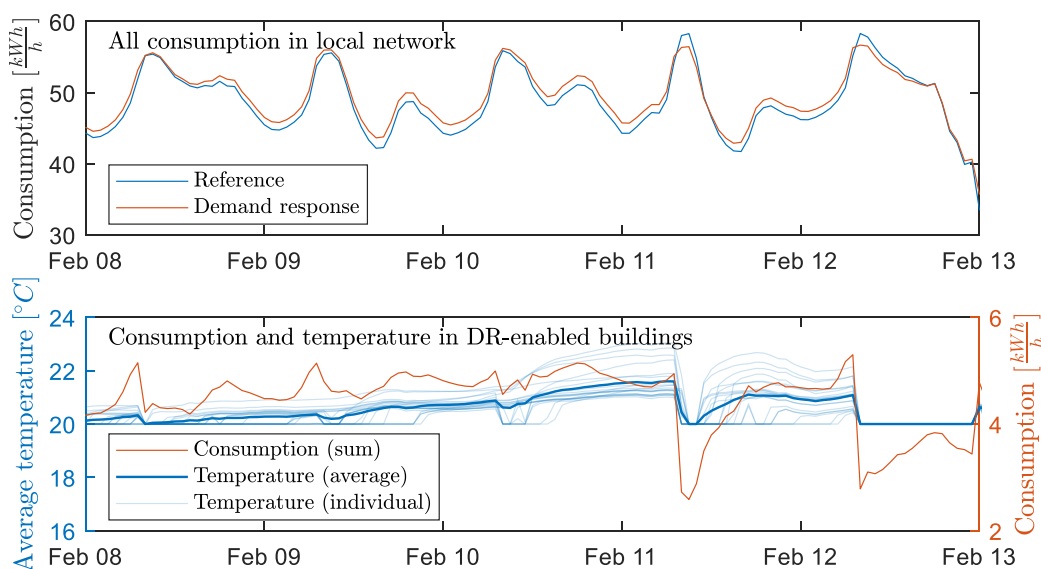 All consumption in local network
Consumption [kWh/h]
60
50
40
30
Reference
Demand response
Feb 08 Feb 09 Feb 10 Feb 11 Feb 12 Feb 13
Consumption and temperature in DR-enabled buildings
Average temperature [°C]
24
22
20
18
16
Consumption (sum)
Temperature (average)
Temperature (individual)
6
4
2
Consumption [kWh/h]
Feb 08 Feb 09 Feb 10 Feb 11 Feb 12 Feb 13